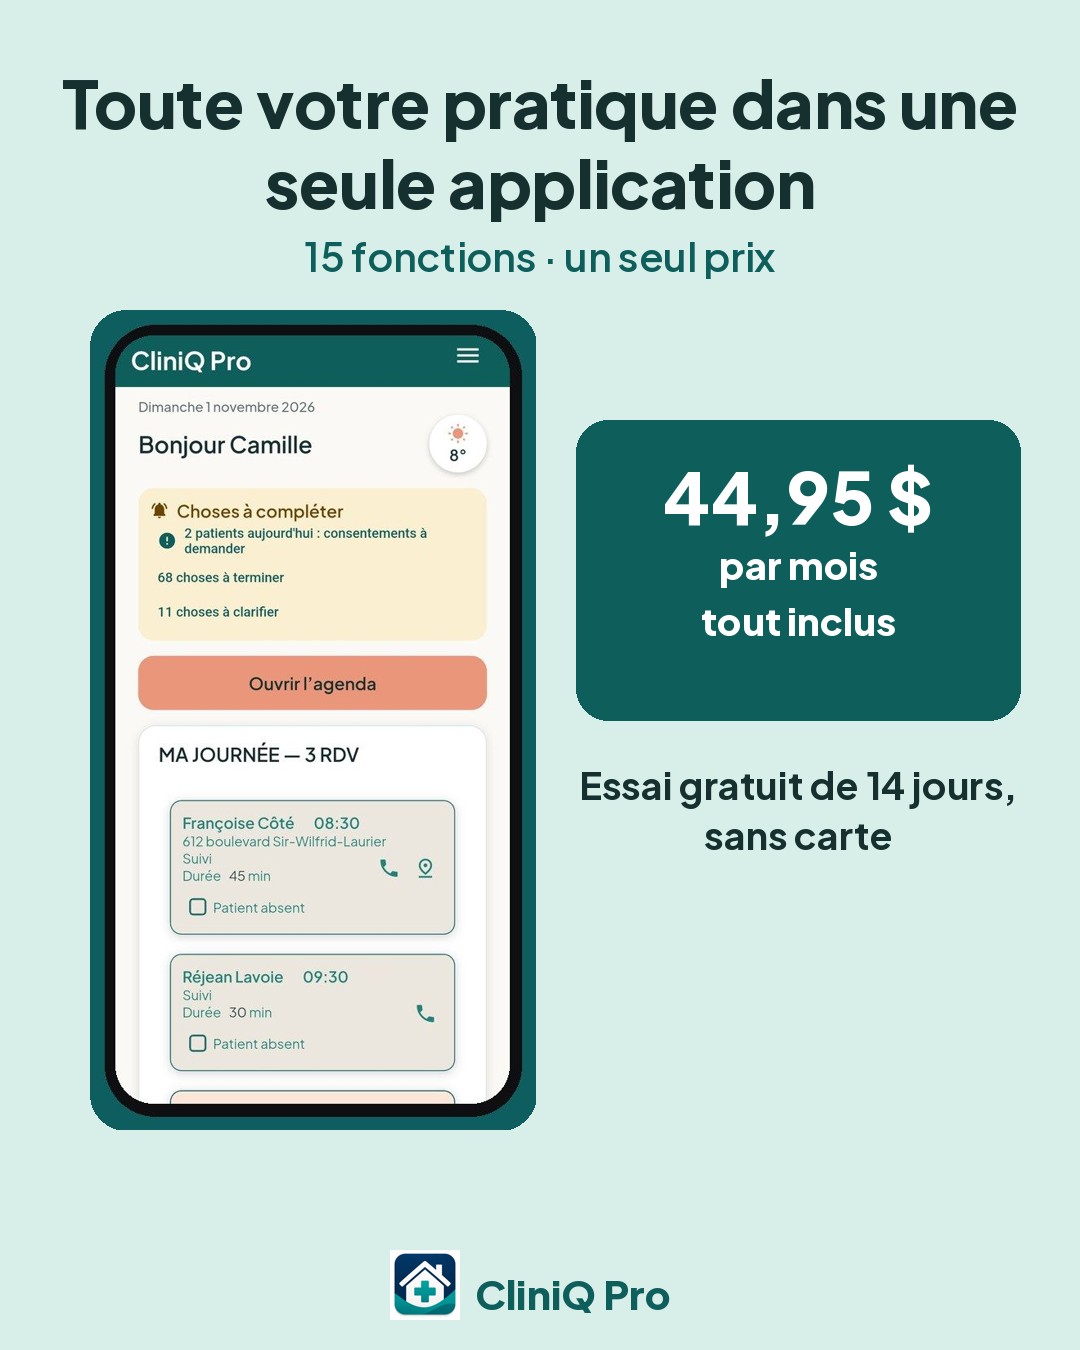 Toute votre pratique dans une
seule application
15 fonctions · un seul prix
CliniQ Pro
Dimanche 1 novembre 2026
Bonjour Camille
8°
Choses à compléter
2 patients aujourd'hui : consentements à
demander
68 choses à terminer
11 choses à clarifier
Ouvrir l’agenda
MA JOURNÉE — 3 RDV
Françoise Côté 08:30
612 boulevard Sir-Wilfrid-Laurier
Suivi
Durée 45 min
Patient absent
Réjean Lavoie 09:30
Suivi
Durée 30 min
Patient absent
44,95 $
par mois
tout inclus
Essai gratuit de 14 jours,
sans carte
CliniQ Pro